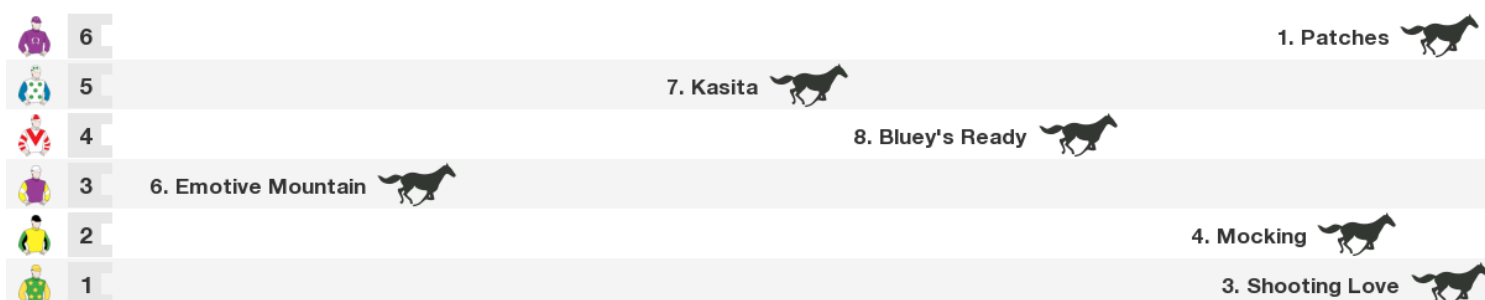 6 1. Patches
5 7. Kasita
4 8. Bluey's Ready
3 6. Emotive Mountain
2 4. Mocking
1 3. Shooting Love